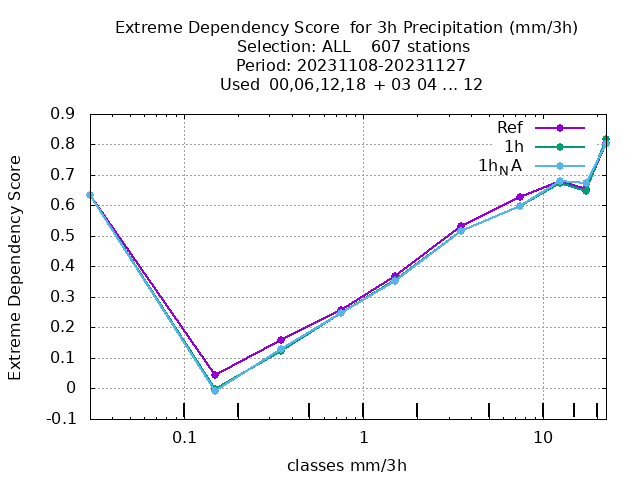 Extreme Dependency Score  for 3h Precipitation (mm/3h)
Selection: ALL    607 stations
Period: 20231108-20231127
Used  00,06,12,18  + 03 04 ... 12
Ref
1h
1h_N A
Extreme Dependency Score
0.9
0.8
0.7
0.6
0.5
0.4
0.3
0.2
0.1
0
-0.1
0.1
1
10
classes mm/3h